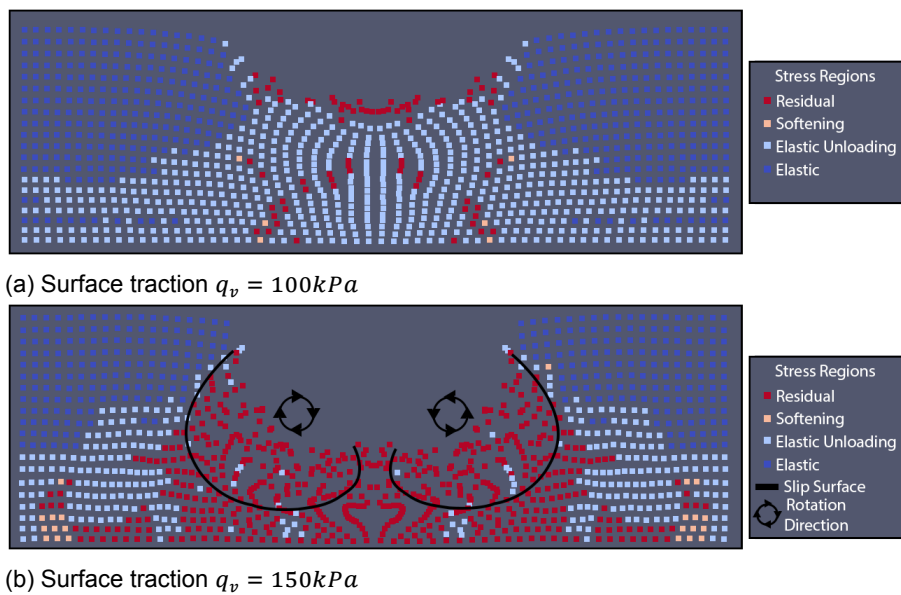 Stress Regions
Residual
Softening
Elastic Unloading
Elastic
(a) Surface traction q_v = 100kPa
Stress Regions
Residual
Softening
Elastic Unloading
Elastic
Slip Surface
Rotation
Direction
(b) Surface traction q_v = 150kPa